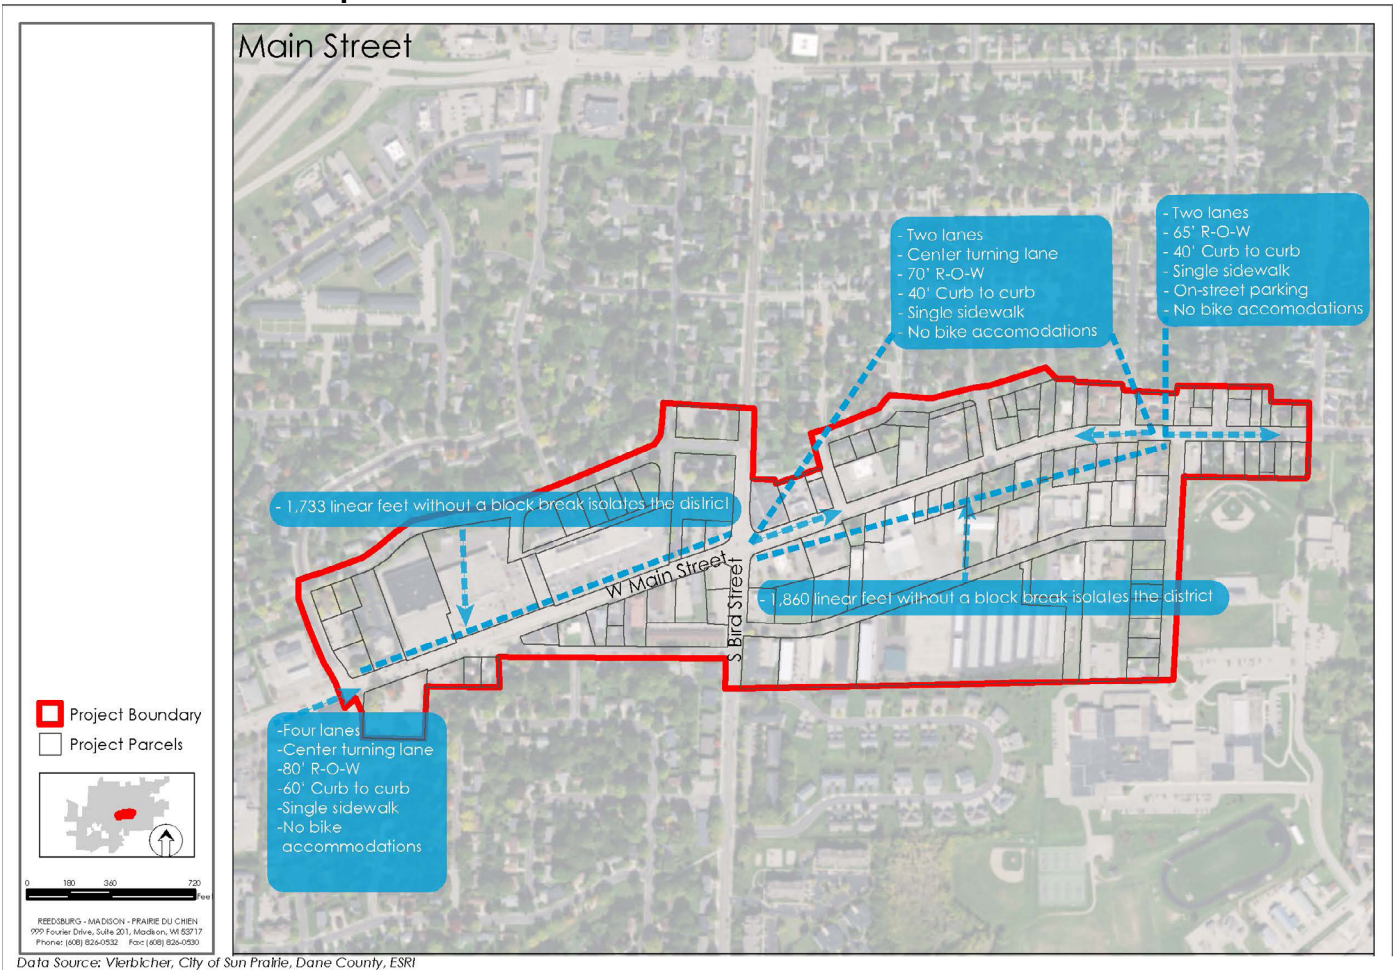 Main Street
- Two lanes
- Center turning lane
- 70' R-O-W
- 40' Curb to curb
- Single sidewalk
- No bike accomodations
- Two lanes
- 65' R-O-W
- 40' Curb to curb
- Single sidewalk
- On-street parking
- No bike accomodations
- 1,733 linear feet without a block break isolates the district
W Main Street
S Bird Street
- 1,860 linear feet without a block break isolates the district
-Four lanes
-Center turning lane
-80' R-O-W
-60' Curb to curb
-Single sidewalk
-No bike
accommodations
Project Boundary
Project Parcels
0 180 360 720
Feet
REEDSBURG - MADISON - PRAIRIE DU CHIEN
999 Fourier Drive, Suite 201, Madison, WI 53717
Phone: (608) 826-0532 Fax: (608) 826-0530
Data Source: Vierbicher, City of Sun Prairie, Dane County, ESRI